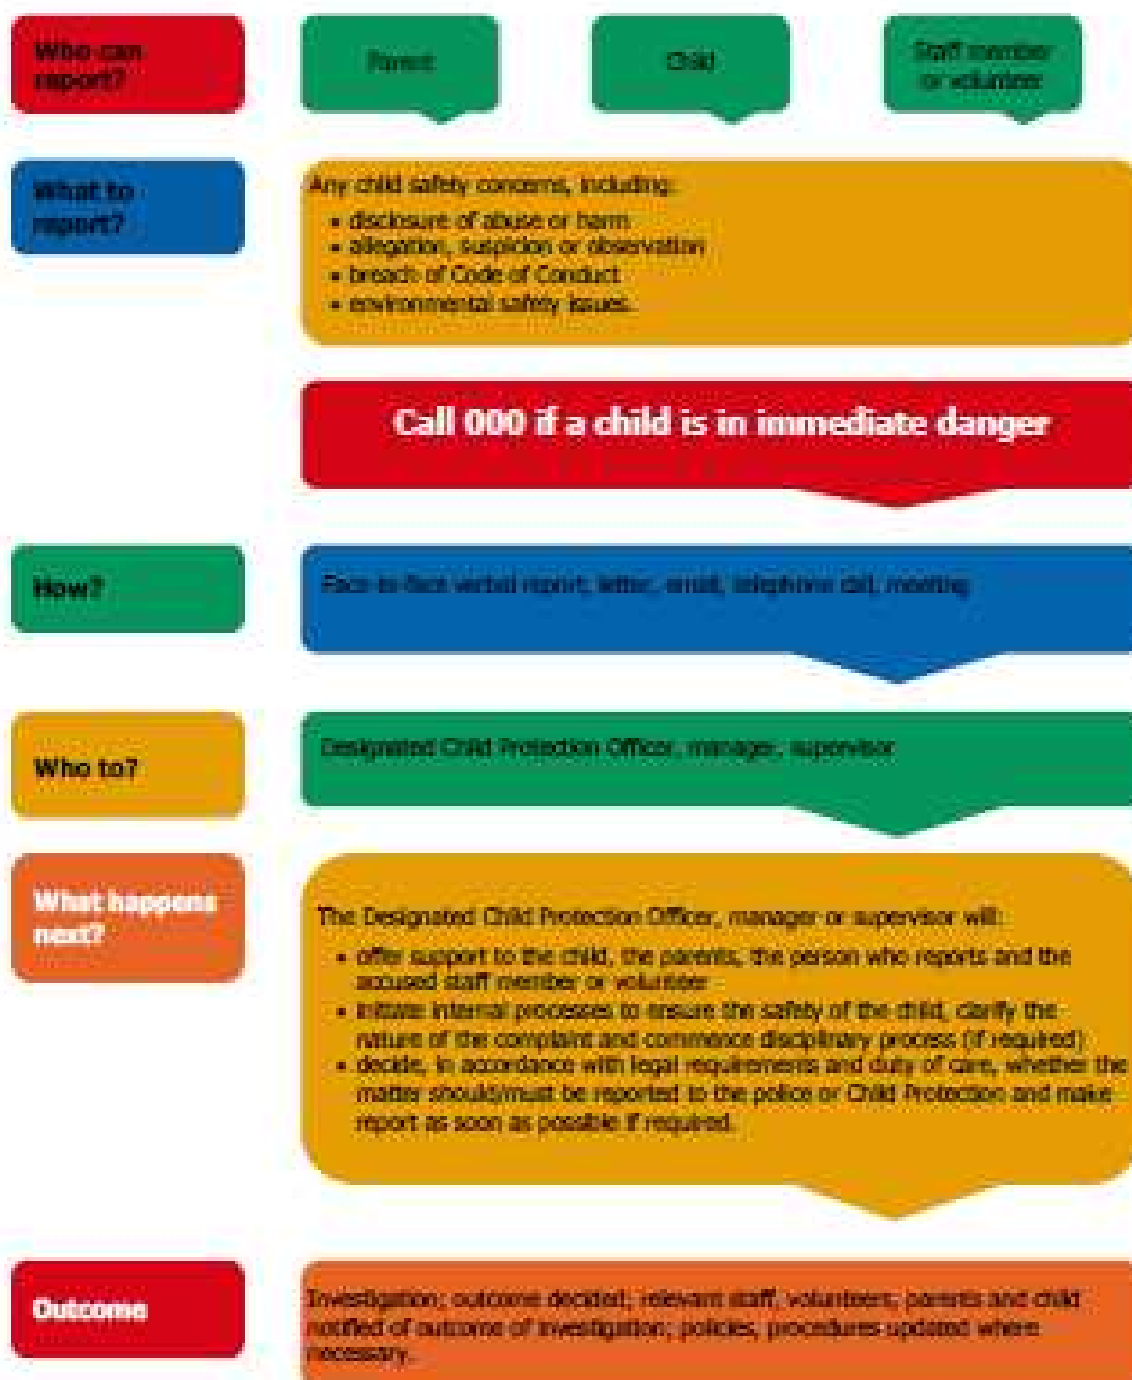 Who can
report?
Parent
Child
Staff member
or volunteer
What to
report?
Any child safety concerns, including:
• disclosure of abuse or harm
• allegation, suspicion or observation
• breach of Code of Conduct
• environmental safety issues.
Call 000 if a child is in immediate danger
How?
Face-to-face verbal report, letter, email, telephone call, meeting
Who to?
Designated Child Protection Officer, manager, supervisor
What happens
next?
The Designated Child Protection Officer, manager or supervisor will:
• offer support to the child, the parents, the person who reports and the
accused staff member or volunteer
• initiate internal processes to ensure the safety of the child, clarify the
nature of the complaint and commence disciplinary process (if required)
• decide, in accordance with legal requirements and duty of care, whether the
matter should/must be reported to the police or Child Protection and make
report as soon as possible if required.
Outcome
Investigation; outcome decided; relevant staff, volunteers, parents and child
notified of outcome of investigation; policies, procedures updated where
necessary.